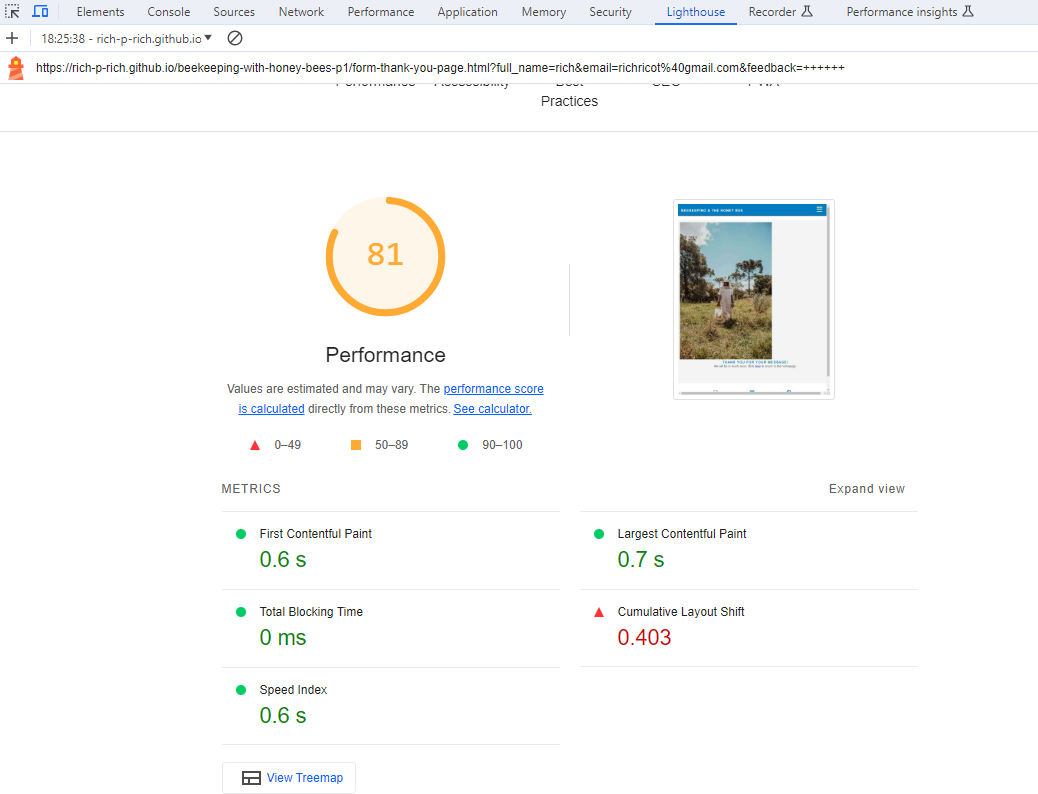 Elements Console Sources Network Performance Application Memory Security Lighthouse Recorder Performance insights
18:25:38 - rich-p-rich.github.io
https://rich-p-rich.github.io/beekeeping-with-honey-bees-p1/form-thank-you-page.html?full_name=rich&email=richricot%40gmail.com&feedback=++++++
Performance Accessibility Best SEO PWA
Practices
BEEKEEPING & THE HONEY BEE
81
THANK YOU FOR YOUR MESSAGE!
Performance
Values are estimated and may vary. The performance score
is calculated directly from these metrics. See calculator.
0–49 50–89 90–100
METRICS Expand view
First Contentful Paint
0.6 s
Largest Contentful Paint
0.7 s
Total Blocking Time
0 ms
Cumulative Layout Shift
0.403
Speed Index
0.6 s
View Treemap